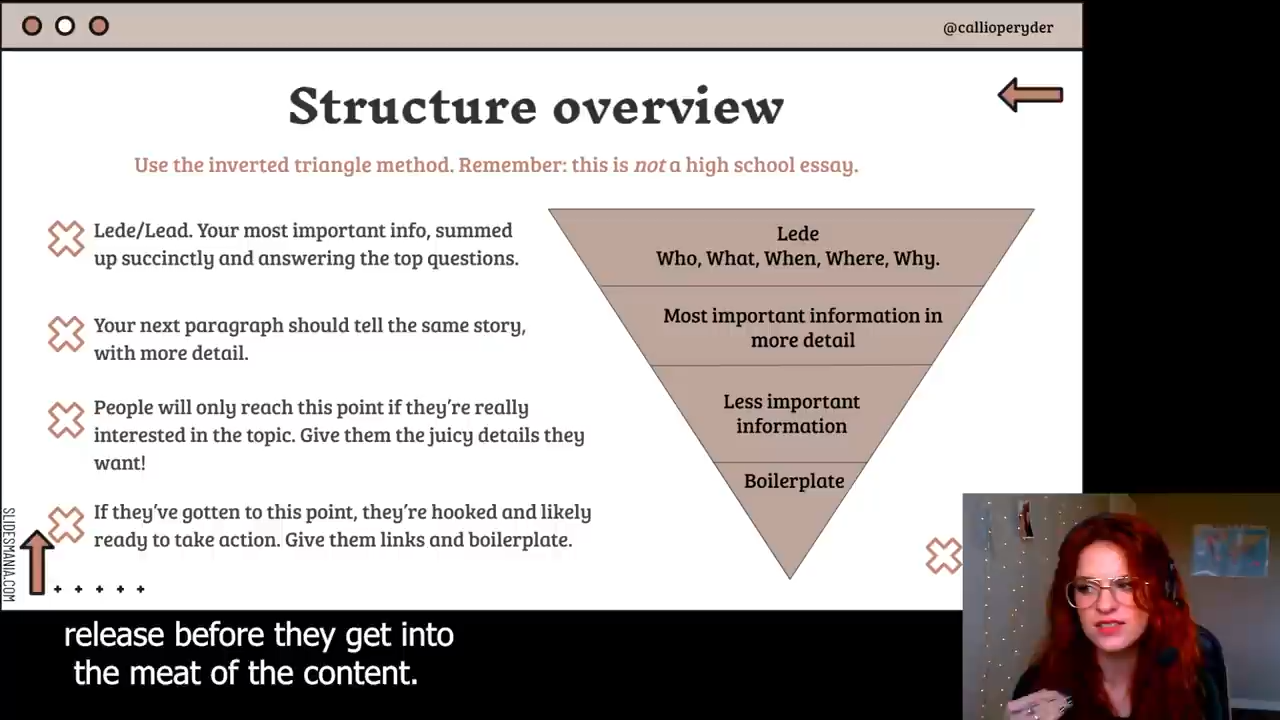 @callioperyder
Structure overview
Use the inverted triangle method. Remember: this is not a high school essay.
Lede/Lead. Your most important info, summed
up succinctly and answering the top questions.
Your next paragraph should tell the same story,
with more detail.
People will only reach this point if they're really
interested in the topic. Give them the juicy details they
want!
If they've gotten to this point, they're hooked and likely
ready to take action. Give them links and boilerplate.
Lede
Who, What, When, Where, Why.
Most important information in
more detail
Less important
information
Boilerplate
SLIDESMANIA.COM
release before they get into
the meat of the content.